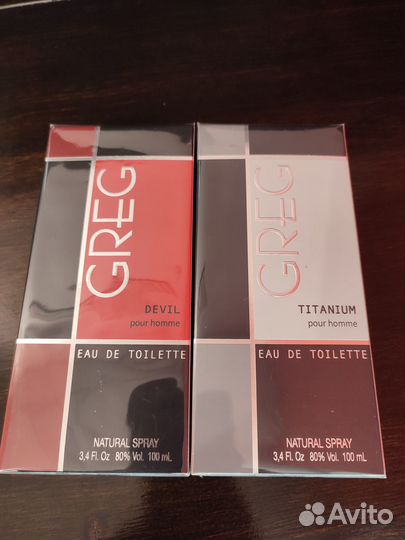 GREG
DEVIL
pour homme
EAU DE TOILETTE
NATURAL SPRAY
3,4 Fl. Oz 80% Vol. 100 mL
GREG
TITANIUM
pour homme
EAU DE TOILETTE
NATURAL SPRAY
3,4 Fl. Oz 80% Vol. 100 mL
Avito